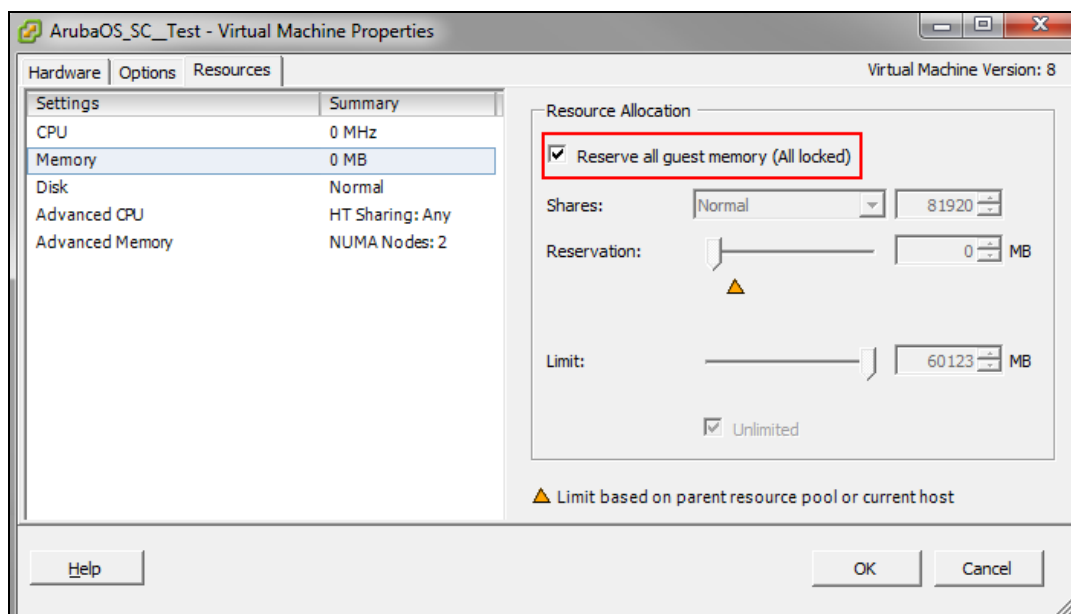 ArubaOS_SC__Test - Virtual Machine Properties
Hardware Options Resources Virtual Machine Version: 8
Settings Summary
CPU 0 MHz
Memory 0 MB
Disk Normal
Advanced CPU HT Sharing: Any
Advanced Memory NUMA Nodes: 2
Resource Allocation
Reserve all guest memory (All locked)
Shares: Normal 81920
Reservation: 0 MB
Limit: 60123 MB
Unlimited
Limit based on parent resource pool or current host
Help OK Cancel